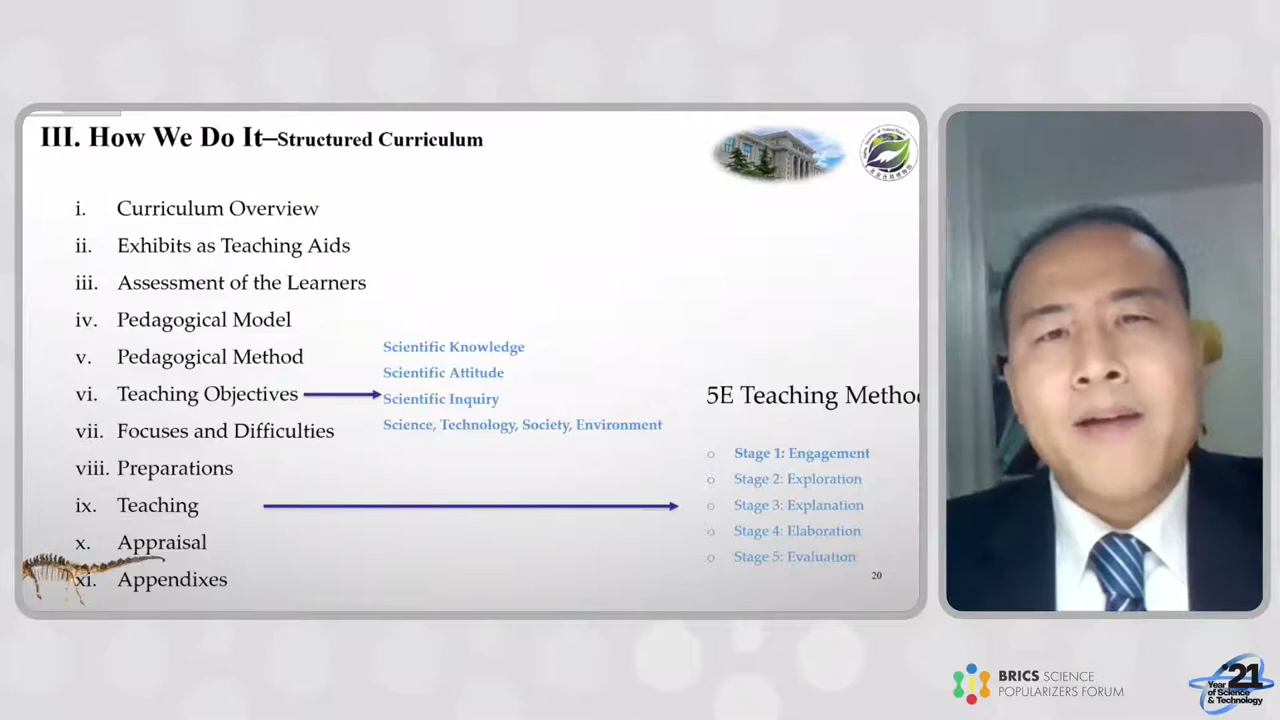 III. How We Do It–Structured Curriculum
i. Curriculum Overview
ii. Exhibits as Teaching Aids
iii. Assessment of the Learners
iv. Pedagogical Model
v. Pedagogical Method
vi. Teaching Objectives
vii. Focuses and Difficulties
viii. Preparations
ix. Teaching
x. Appraisal
xi. Appendixes
Scientific Knowledge
Scientific Attitude
Scientific Inquiry
Science, Technology, Society, Environment
5E Teaching Metho
Stage 1: Engagement
Stage 2: Exploration
Stage 3: Explanation
Stage 4: Elaboration
Stage 5: Evaluation
20
BRICS SCIENCE
POPULARIZERS FORUM
'21
Year
of Science
& Technology